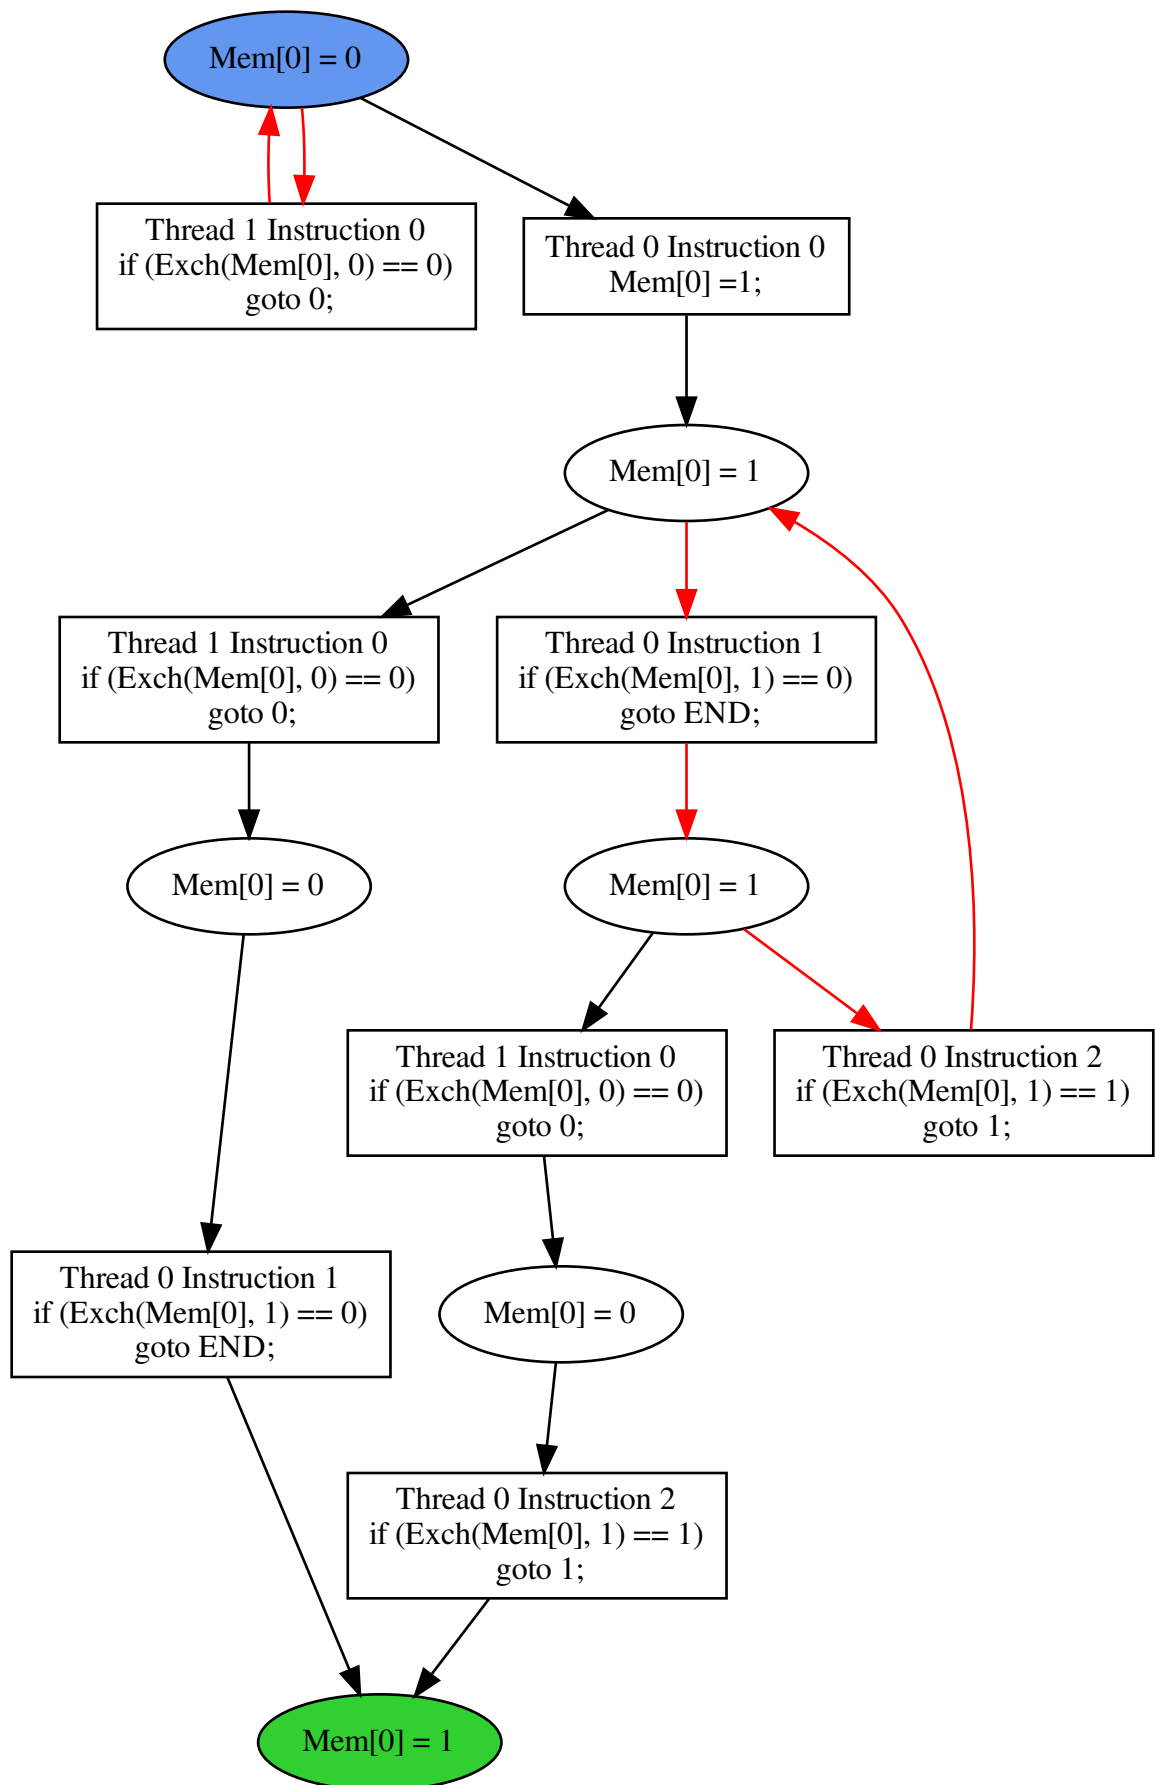 Mem[0] = 0
Thread 1 Instruction 0
if (Exch(Mem[0], 0) == 0)
goto 0;
Thread 0 Instruction 0
Mem[0] =1;
Mem[0] = 1
Thread 1 Instruction 0
if (Exch(Mem[0], 0) == 0)
goto 0;
Thread 0 Instruction 1
if (Exch(Mem[0], 1) == 0)
goto END;
Mem[0] = 0
Mem[0] = 1
Thread 1 Instruction 0
if (Exch(Mem[0], 0) == 0)
goto 0;
Thread 0 Instruction 2
if (Exch(Mem[0], 1) == 1)
goto 1;
Thread 0 Instruction 1
if (Exch(Mem[0], 1) == 0)
goto END;
Mem[0] = 0
Thread 0 Instruction 2
if (Exch(Mem[0], 1) == 1)
goto 1;
Mem[0] = 1